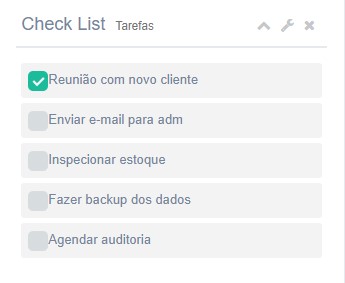 Check List Tarefas
Reunião com novo cliente
Enviar e-mail para adm
Inspecionar estoque
Fazer backup dos dados
Agendar auditoria